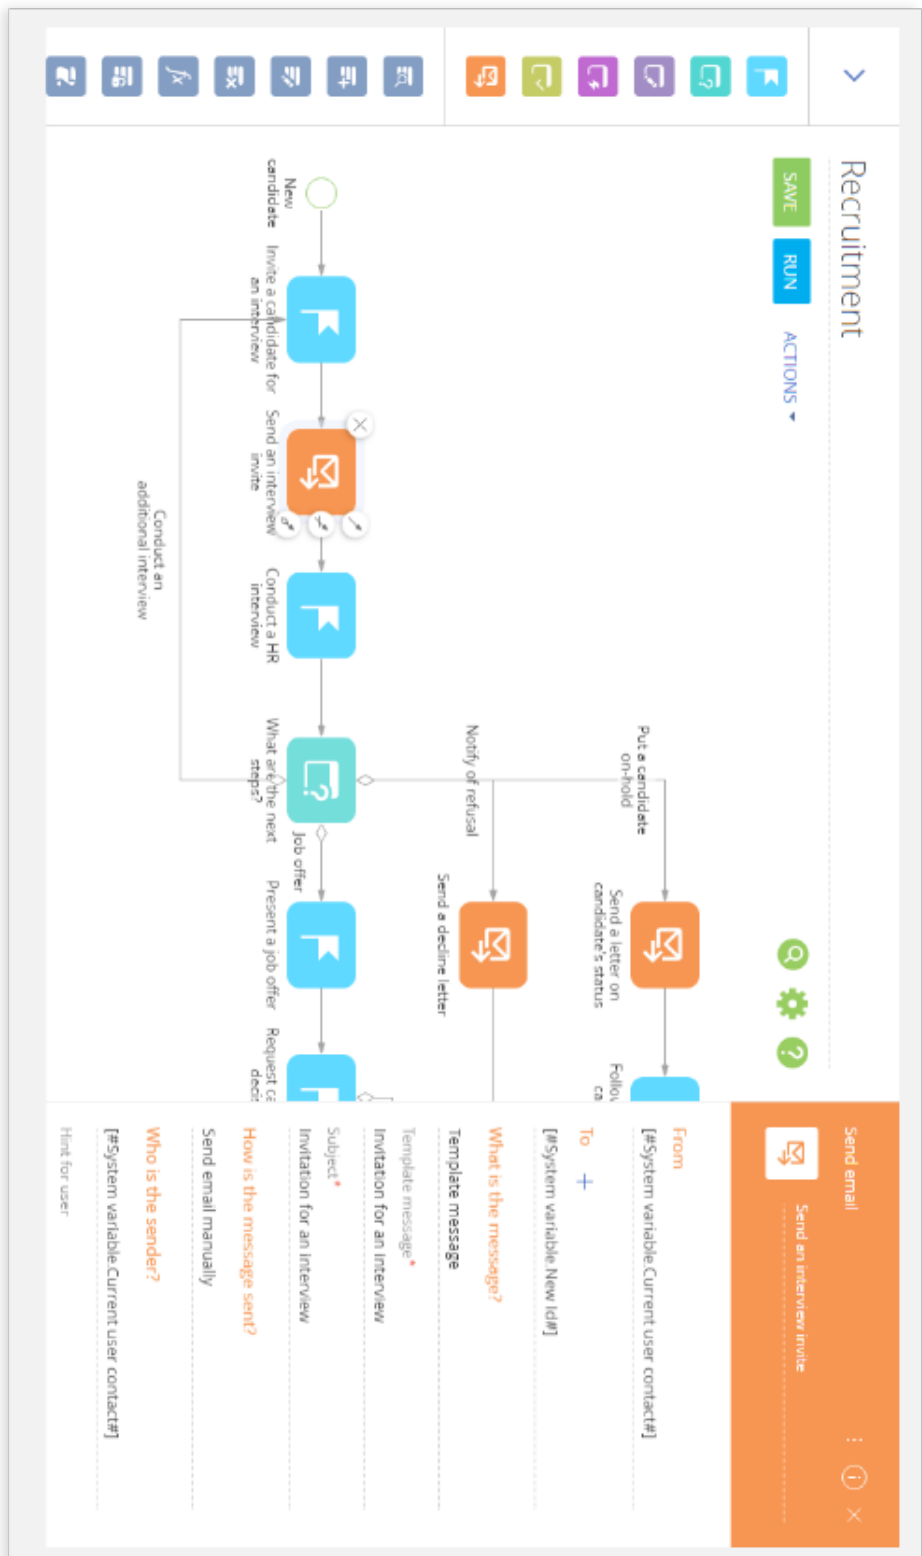 Recruitment
SAVE
RUN
ACTIONS
Put a candidate
on-hold
Send a letter on
candidate's status
Notify of refusal
Send a decline letter
New
candidate
Invite a candidate for
an interview
Send an interview
invite
Conduct a HR
interview
What are the next
steps?
Job offer
Present a job offer
Conduct an
additional interview
Send email
Send an interview invite
From
[#System variable.Current user contact#]
To +
[#System variable.New Id#]
What is the message?
Template message
Template message*
Invitation for an interview
Subject*
Invitation for an interview
How is the message sent?
Send email manually
Who is the sender?
[#System variable.Current user contact#]
Hint for user